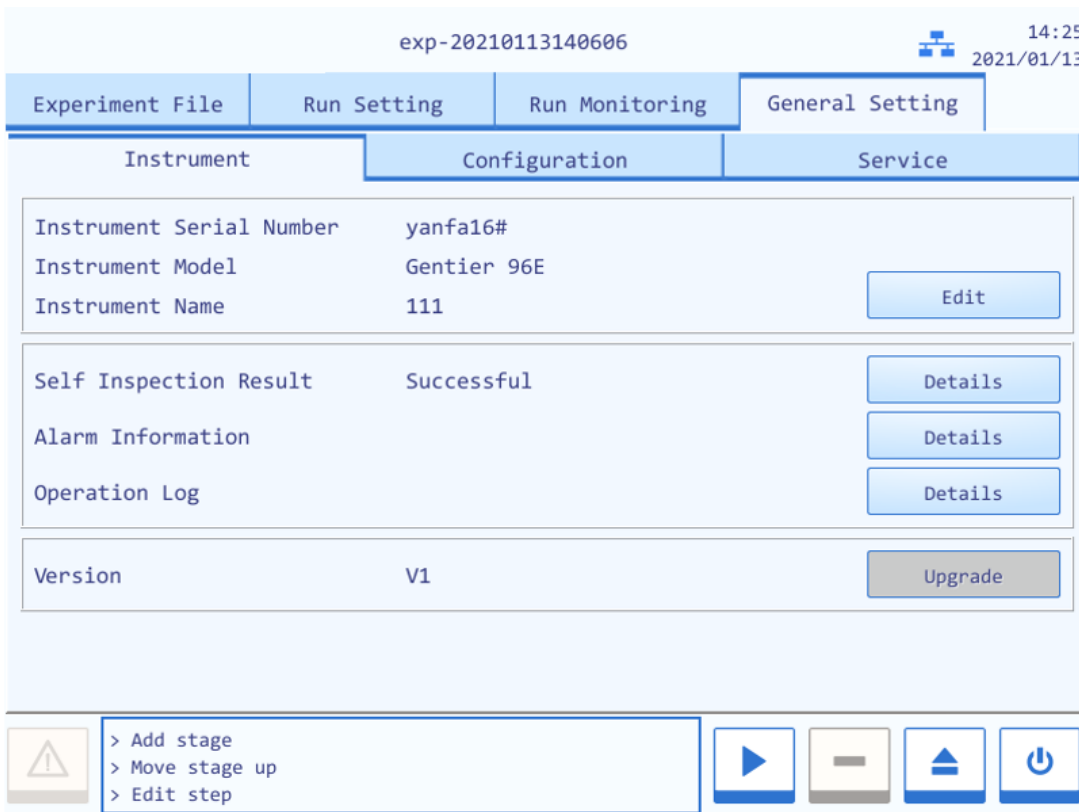 exp-20210113140606
14:25
2021/01/13
Experiment File Run Setting Run Monitoring General Setting
Instrument Configuration Service
Instrument Serial Number yanfa16#
Instrument Model Gentier 96E
Instrument Name 111
Edit
Self Inspection Result Successful Details
Alarm Information Details
Operation Log Details
Version V1 Upgrade
> Add stage
> Move stage up
> Edit step